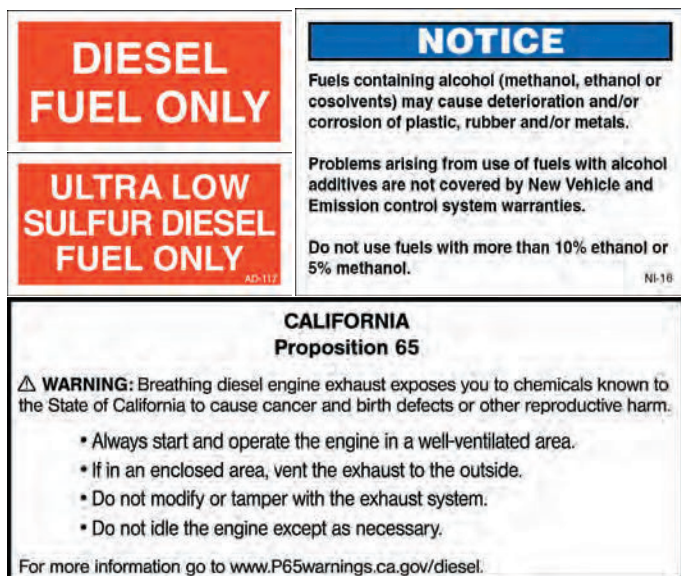 DIESEL
FUEL ONLY
ULTRA LOW
SULFUR DIESEL
FUEL ONLY
AD-117
NOTICE
Fuels containing alcohol (methanol, ethanol or
cosolvents) may cause deterioration and/or
corrosion of plastic, rubber and/or metals.
Problems arising from use of fuels with alcohol
additives are not covered by New Vehicle and
Emission control system warranties.
Do not use fuels with more than 10% ethanol or
5% methanol.
NI-16
CALIFORNIA
Proposition 65
⚠ WARNING: Breathing diesel engine exhaust exposes you to chemicals known to
the State of California to cause cancer and birth defects or other reproductive harm.
• Always start and operate the engine in a well-ventilated area.
• If in an enclosed area, vent the exhaust to the outside.
• Do not modify or tamper with the exhaust system.
• Do not idle the engine except as necessary.
For more information go to www.P65warnings.ca.gov/diesel.